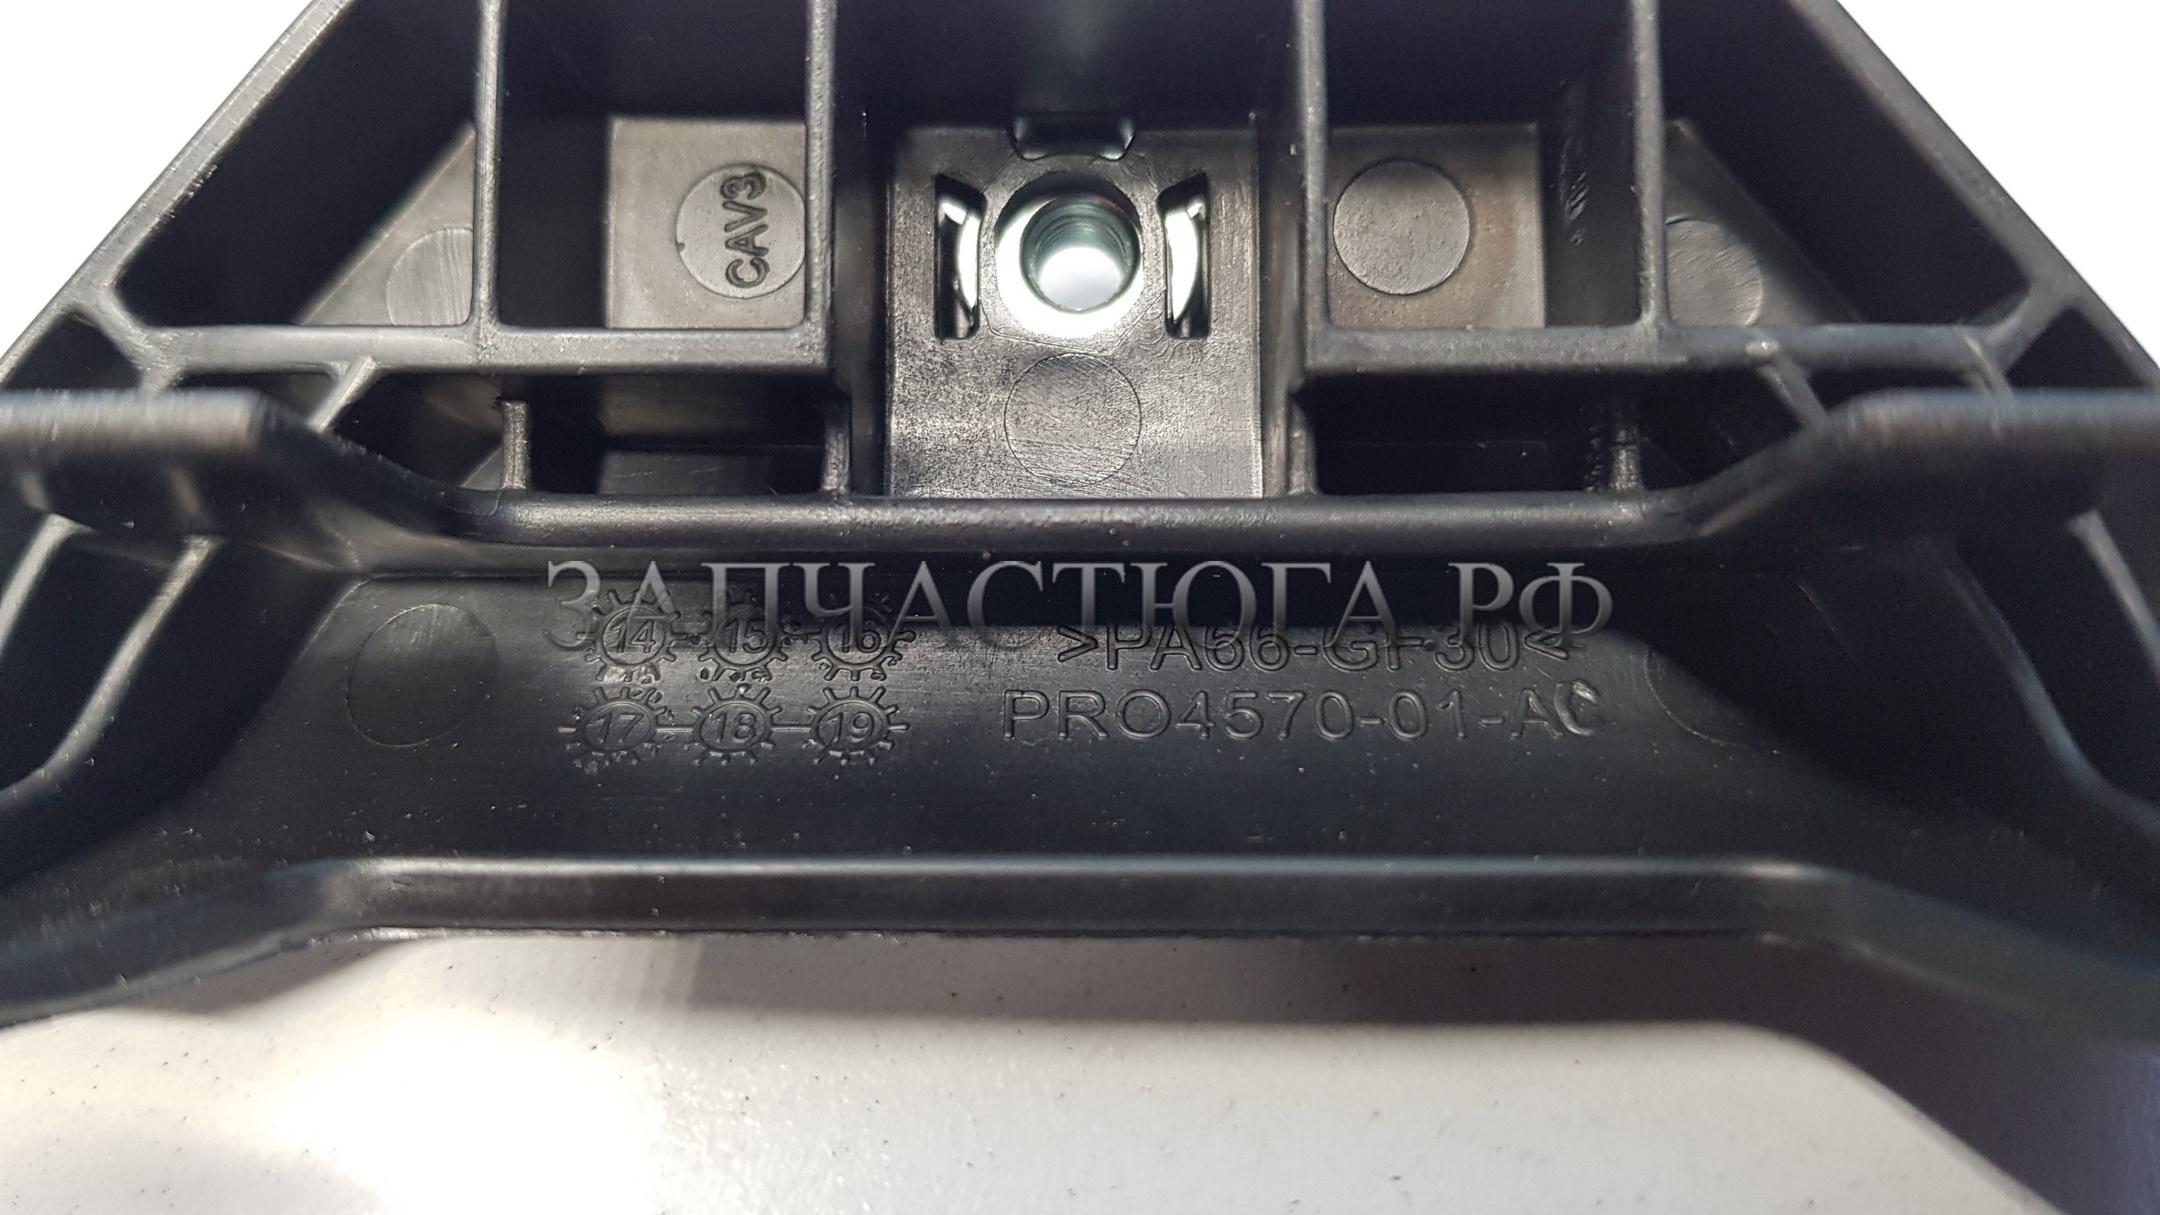 CAV3
ЗАПЧАСТЮГА.РФ
14 15 16 >PA66-GF30<
17 18 19 PRO4570-01-AC